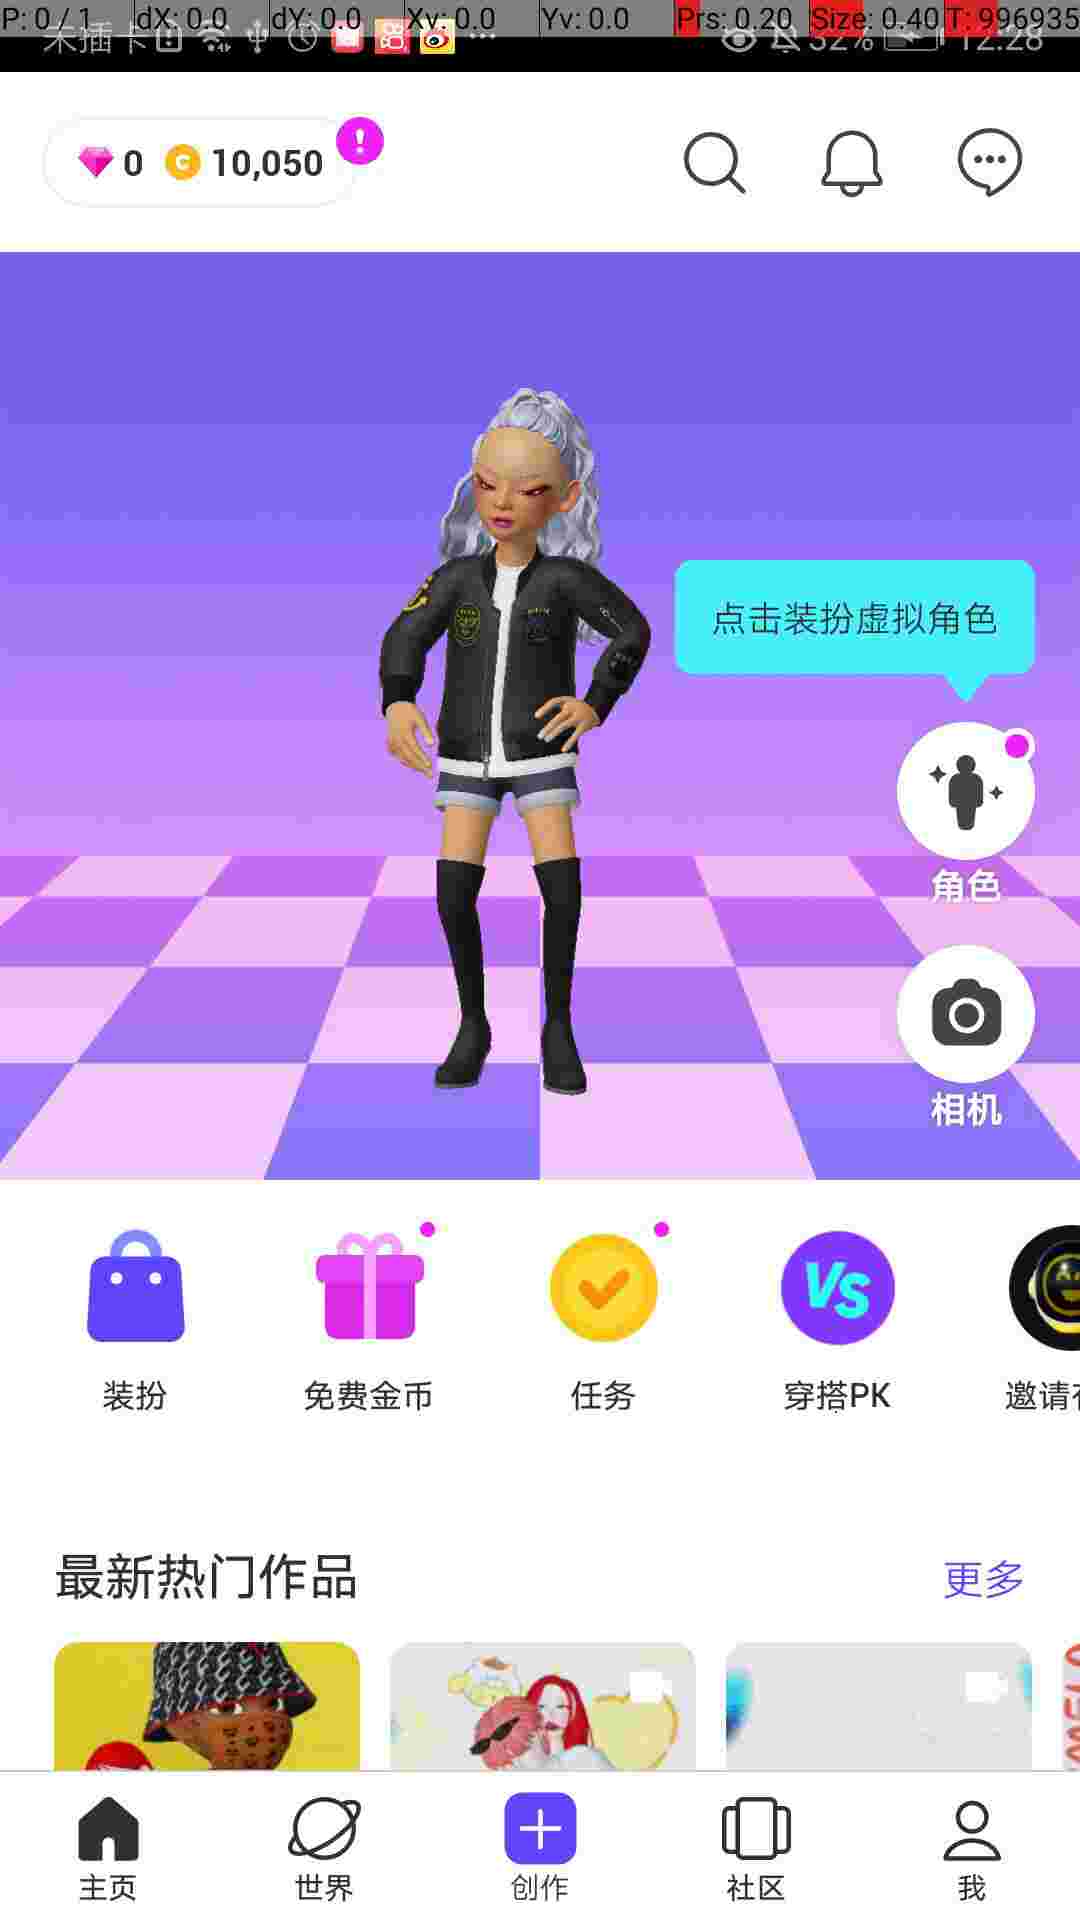 P: 0 / 1 dX: 0.0 dY: 0.0 Xv: 0.0 Yv: 0.0 Prs: 0.20 Size: 0.40 T: 996935
未插卡 32% 12:28
0 10,050
点击装扮虚拟角色
角色
相机
VS
装扮 免费金币 任务 穿搭PK 邀请
最新热门作品 更多
主页 世界 创作 社区 我